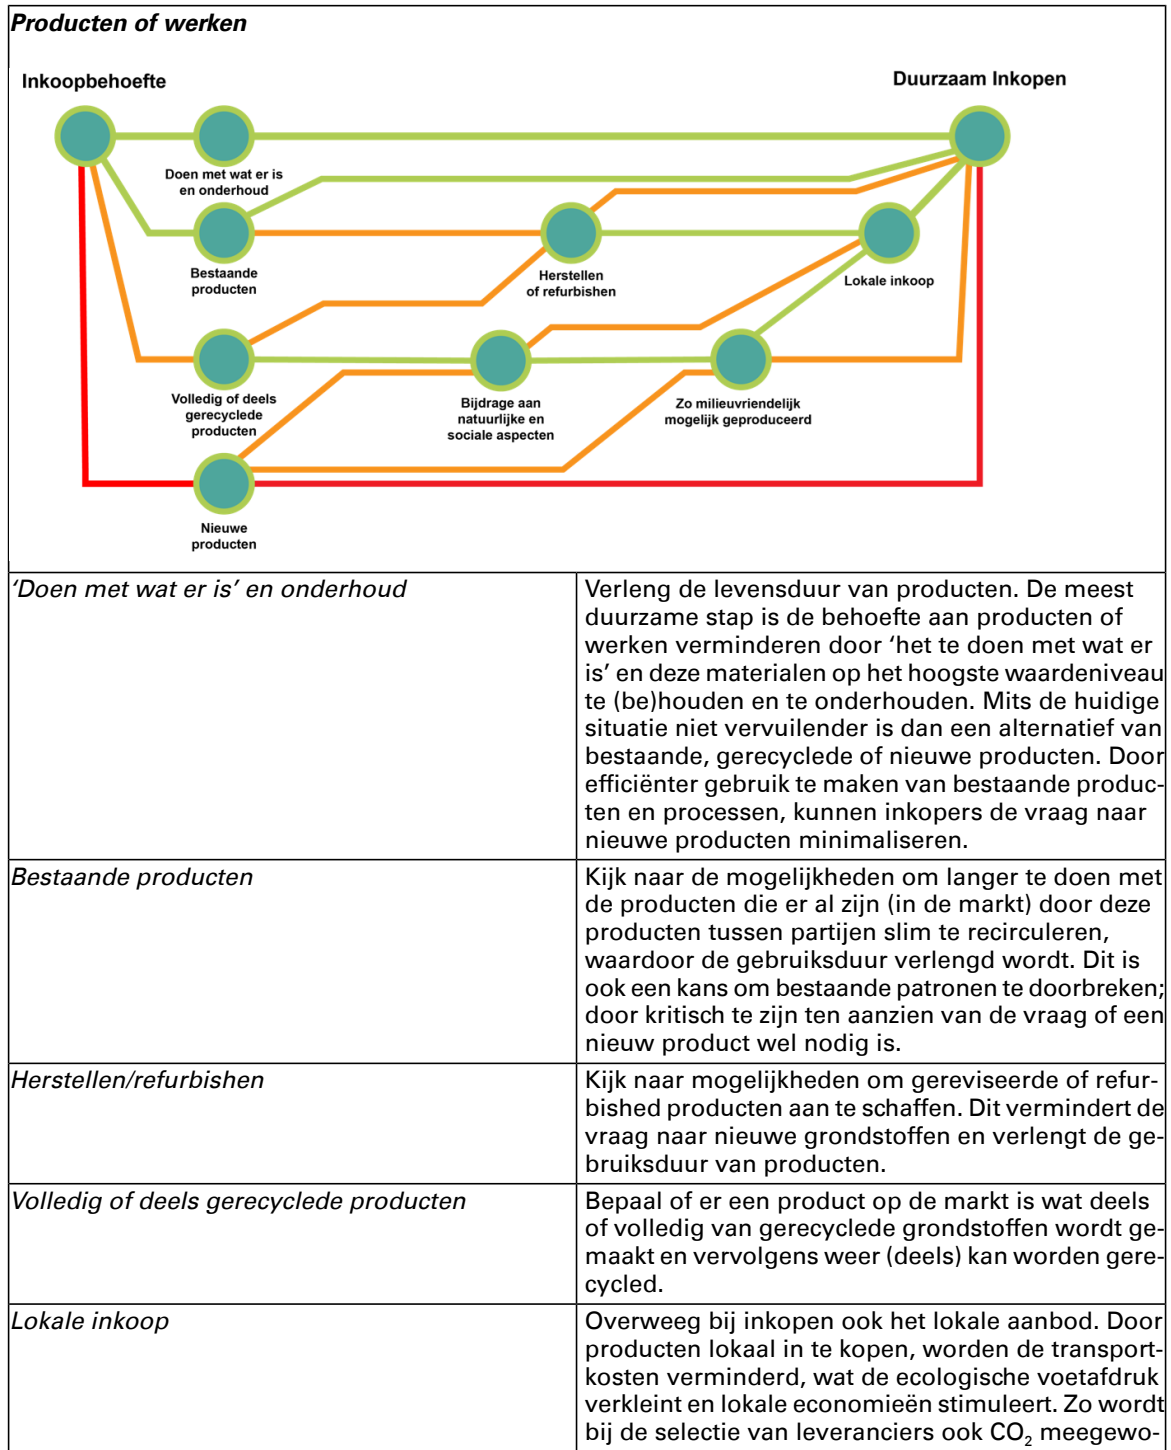 Producten of werken
Inkoopbehoefte
Duurzaam Inkopen
Doen met wat er is
en onderhoud
Bestaande
producten
Herstellen
of refurbishen
Lokale inkoop
Volledig of deels
gerecyclede
producten
Bijdrage aan
natuurlijke en
sociale aspecten
Zo milieuvriendelijk
mogelijk geproduceerd
Nieuwe
producten
‘Doen met wat er is’ en onderhoud
Verleng de levensduur van producten. De meest
duurzame stap is de behoefte aan producten of
werken verminderen door ‘het te doen met wat er
is’ en deze materialen op het hoogste waardeniveau
te (be)houden en te onderhouden. Mits de huidige
situatie niet vervuilender is dan een alternatief van
bestaande, gerecyclede of nieuwe producten. Door
efficiënter gebruik te maken van bestaande produc-
ten en processen, kunnen inkopers de vraag naar
nieuwe producten minimaliseren.
Bestaande producten
Kijk naar de mogelijkheden om langer te doen met
de producten die er al zijn (in de markt) door deze
producten tussen partijen slim te recirculeren,
waardoor de gebruiksduur verlengd wordt. Dit is
ook een kans om bestaande patronen te doorbreken;
door kritisch te zijn ten aanzien van de vraag of een
nieuw product wel nodig is.
Herstellen/refurbishen
Kijk naar mogelijkheden om gereviseerde of refur-
bished producten aan te schaffen. Dit vermindert de
vraag naar nieuwe grondstoffen en verlengt de ge-
bruiksduur van producten.
Volledig of deels gerecyclede producten
Bepaal of er een product op de markt is wat deels
of volledig van gerecyclede grondstoffen wordt ge-
maakt en vervolgens weer (deels) kan worden gere-
cycled.
Lokale inkoop
Overweeg bij inkopen ook het lokale aanbod. Door
producten lokaal in te kopen, worden de transport-
kosten verminderd, wat de ecologische voetafdruk
verkleint en lokale economieën stimuleert. Zo wordt
bij de selectie van leveranciers ook CO₂ meegewo-